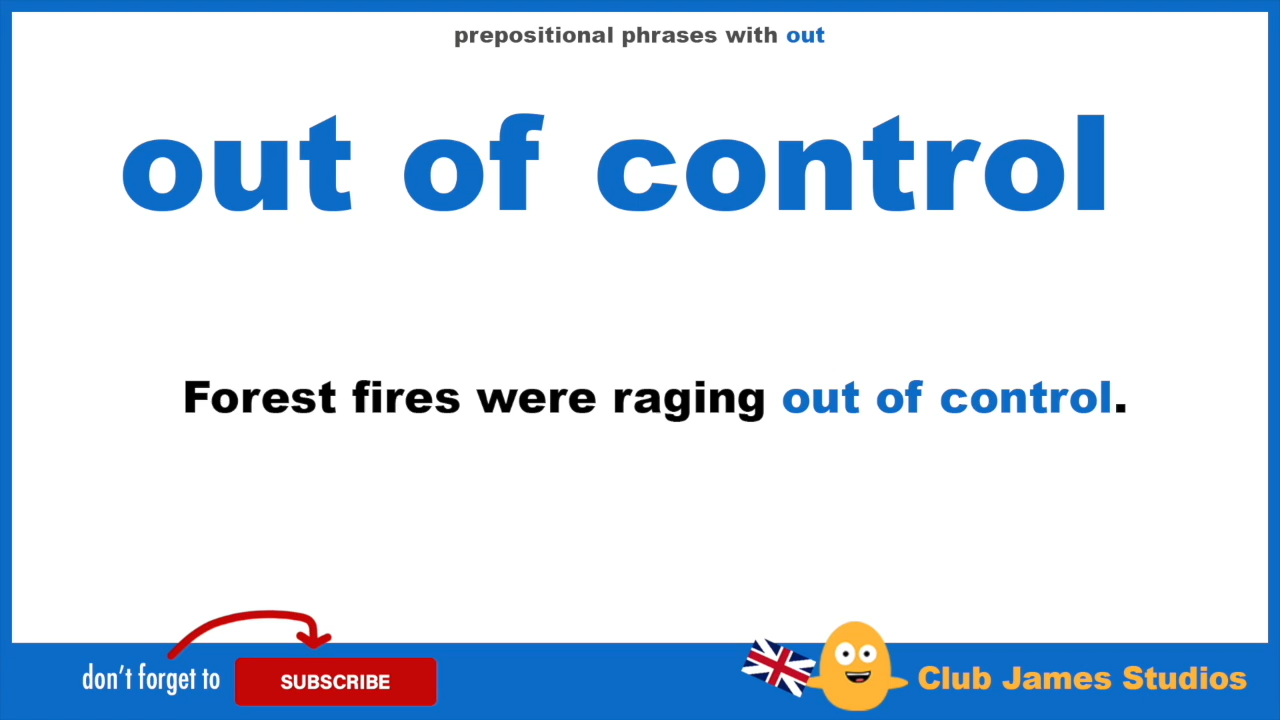 prepositional phrases with out
out of control
Forest fires were raging out of control.
don't forget to
SUBSCRIBE
Club James Studios